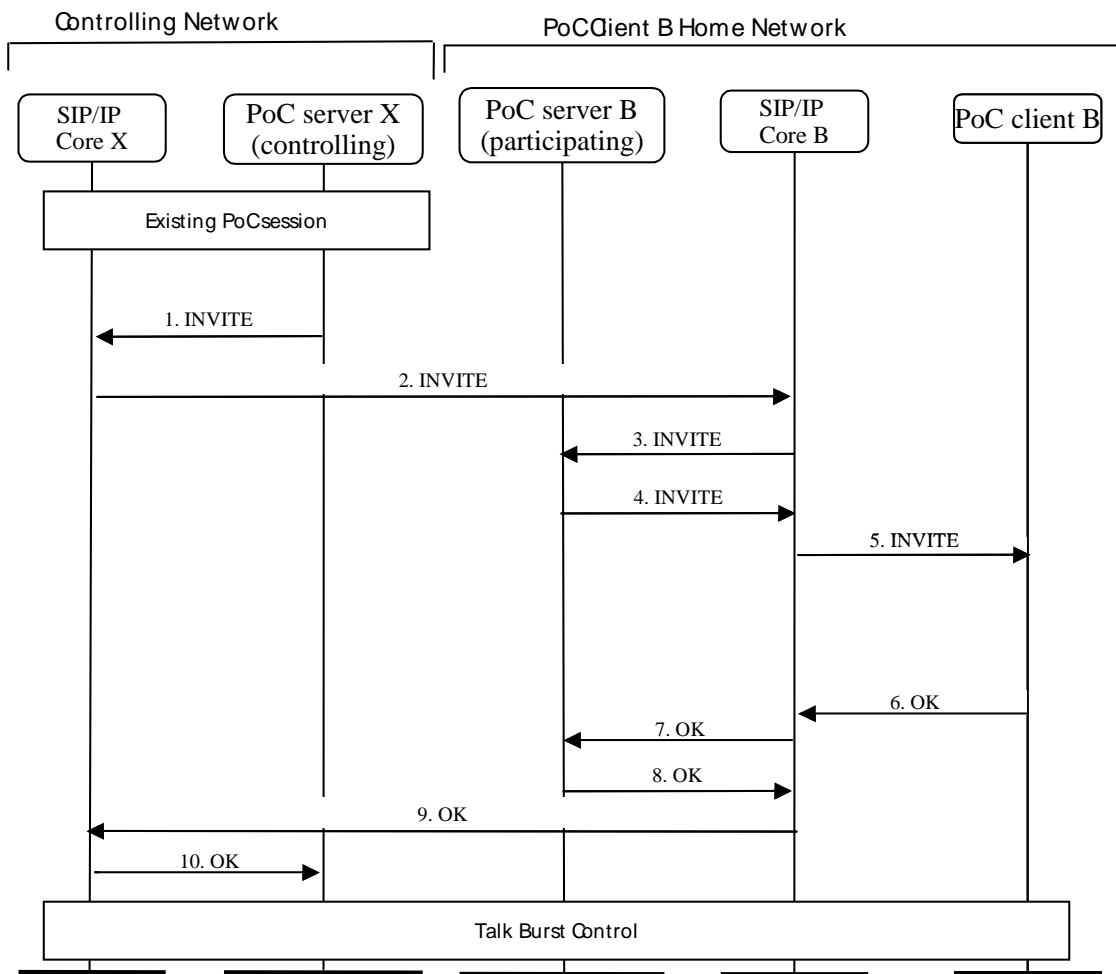 Controlling Network
PoC Client B Home Network
SIP/IP
Core X
PoC server X
(controlling)
PoC server B
(participating)
SIP/IP
Core B
PoC client B
Existing PoC session
1. INVITE
2. INVITE
3. INVITE
4. INVITE
5. INVITE
6. OK
7. OK
8. OK
9. OK
10. OK
Talk Burst Control